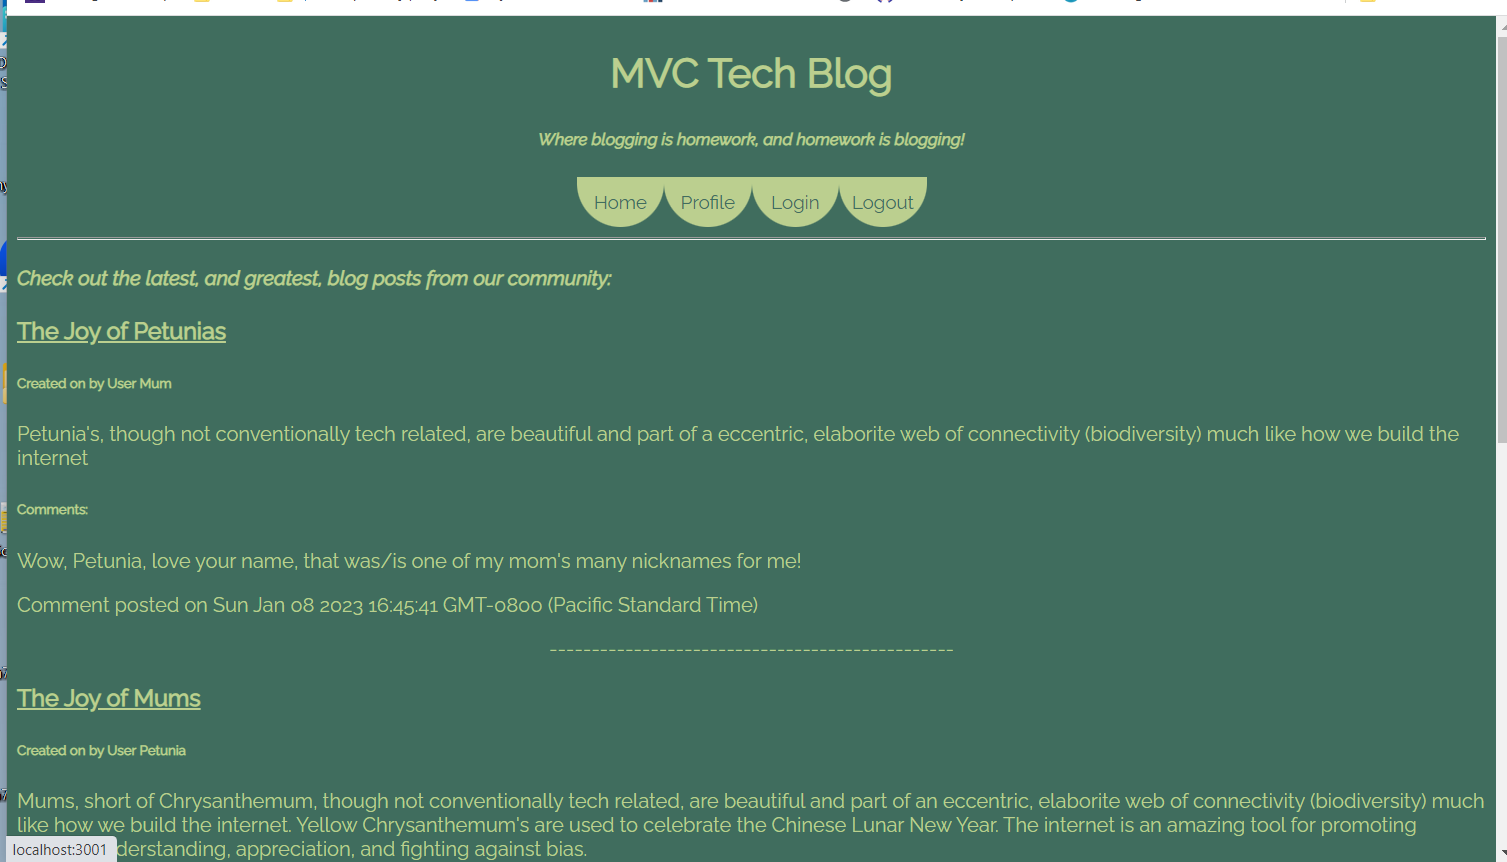 MVC Tech Blog
Where blogging is homework, and homework is blogging!
Home Profile Login Logout
Check out the latest, and greatest, blog posts from our community:
The Joy of Petunias
Created on by User Mum
Petunia's, though not conventionally tech related, are beautiful and part of a eccentric, elaborite web of connectivity (biodiversity) much like how we build the
internet
Comments:
Wow, Petunia, love your name, that was/is one of my mom's many nicknames for me!
Comment posted on Sun Jan 08 2023 16:45:41 GMT-0800 (Pacific Standard Time)
------------------------------------------------
The Joy of Mums
Created on by User Petunia
Mums, short of Chrysanthemum, though not conventionally tech related, are beautiful and part of an eccentric, elaborite web of connectivity (biodiversity) much
like how we build the internet. Yellow Chrysanthemum's are used to celebrate the Chinese Lunar New Year. The internet is an amazing tool for promoting
derstanding, appreciation, and fighting against bias.
localhost:3001